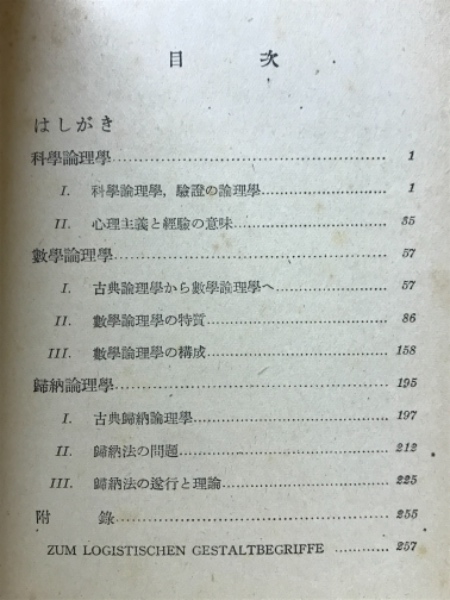 目 次
はしがき
科學論理學 1
I. 科學論理學, 驗證の論理學 1
II. 心理主義と經驗の意味 35
數學論理學 57
I. 古典論理學から數學論理學へ 57
II. 數學論理學の特質 86
III. 數學論理學の構成 158
歸納論理學 195
I. 古典歸納論理學 197
II. 歸納法の問題 212
III. 歸納法の遂行と理論 225
附 錄 255
ZUM LOGISTISCHEN GESTALTBEGRIFFE 257